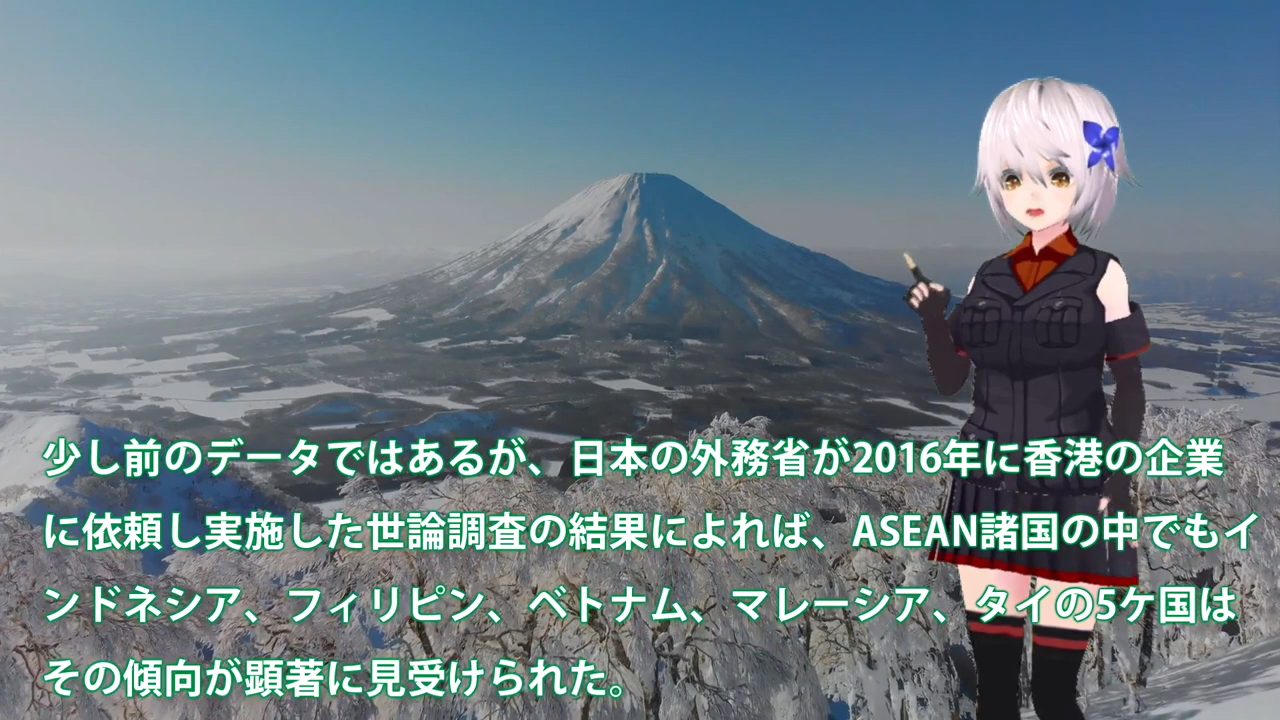 少し前のデータではあるが、日本の外務省が2016年に香港の企業
に依頼し実施した世論調査の結果によれば、ASEAN諸国の中でもイ
ンドネシア、フィリピン、ベトナム、マレーシア、タイの5ケ国は
その傾向が顕著に見受けられた。